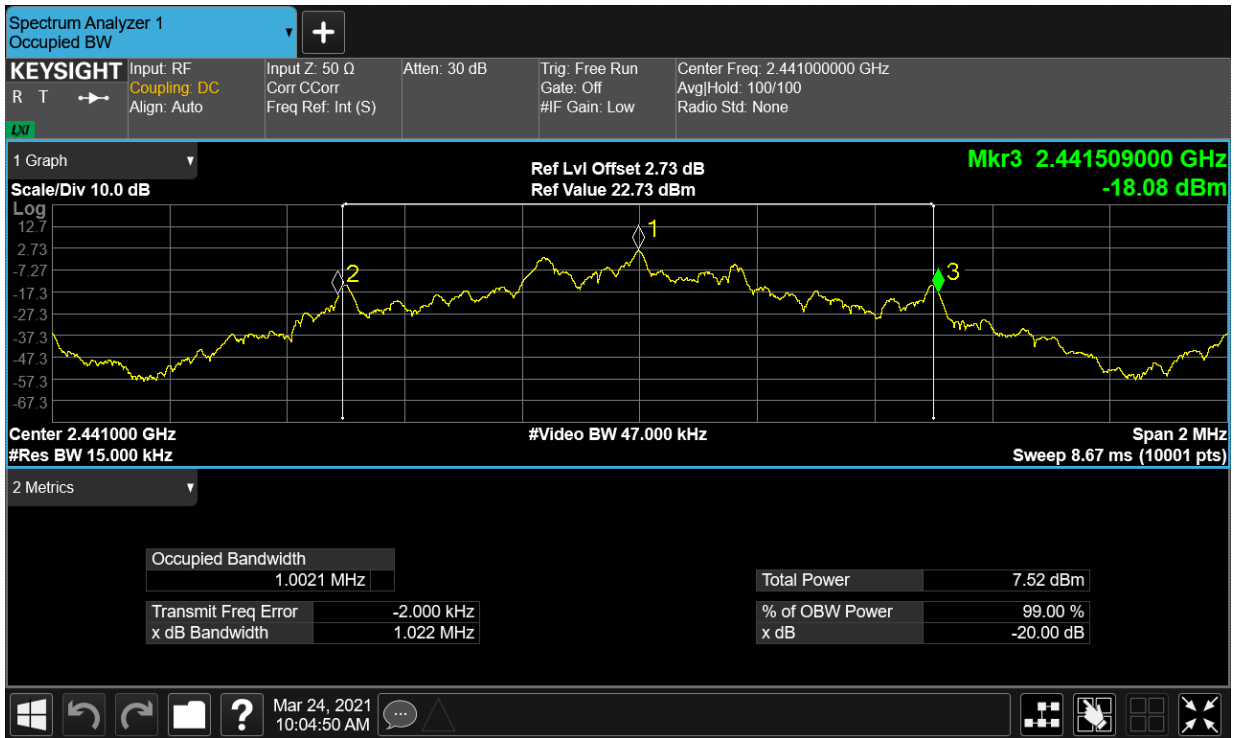 Spectrum Analyzer 1
Occupied BW
KEYSIGHT
R T
LXI
Input: RF
Coupling: DC
Align: Auto
Input Z: 50 Ω
Corr CCorr
Freq Ref: Int (S)
Atten: 30 dB
Trig: Free Run
Gate: Off
#IF Gain: Low
Center Freq: 2.441000000 GHz
Avg|Hold: 100/100
Radio Std: None
1 Graph
Ref Lvl Offset 2.73 dB
Mkr3 2.441509000 GHz
Scale/Div 10.0 dB
Ref Value 22.73 dBm
-18.08 dBm
Log
12.7
2.73
-7.27
-17.3
-27.3
-37.3
-47.3
-57.3
-67.3
1
2
3
Center 2.441000 GHz
#Video BW 47.000 kHz
Span 2 MHz
#Res BW 15.000 kHz
Sweep 8.67 ms (10001 pts)
2 Metrics
Occupied Bandwidth
1.0021 MHz
Total Power 7.52 dBm
Transmit Freq Error -2.000 kHz
% of OBW Power 99.00 %
x dB Bandwidth 1.022 MHz
x dB -20.00 dB
?
Mar 24, 2021
10:04:50 AM